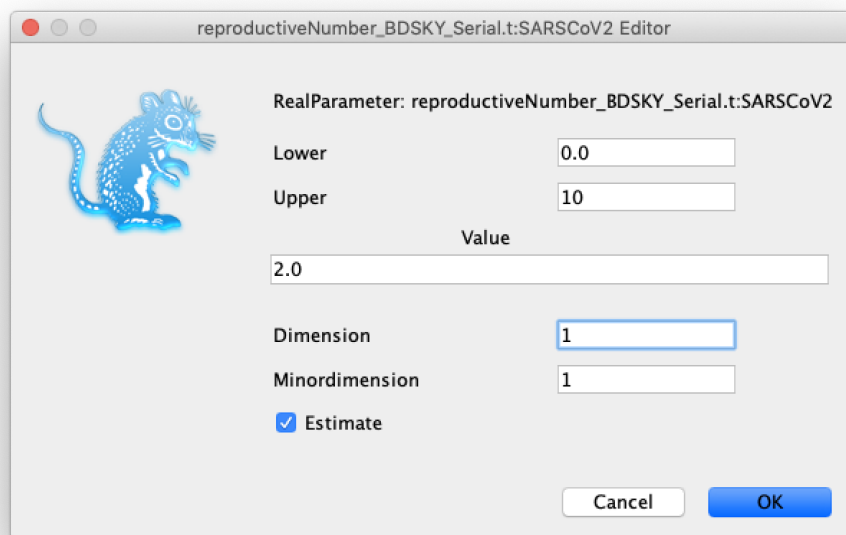 reproductiveNumber_BDSKY_Serial.t:SARSCoV2 Editor
RealParameter: reproductiveNumber_BDSKY_Serial.t:SARSCoV2
Lower 0.0
Upper 10
Value
2.0
Dimension 1
Minordimension 1
Estimate
Cancel OK